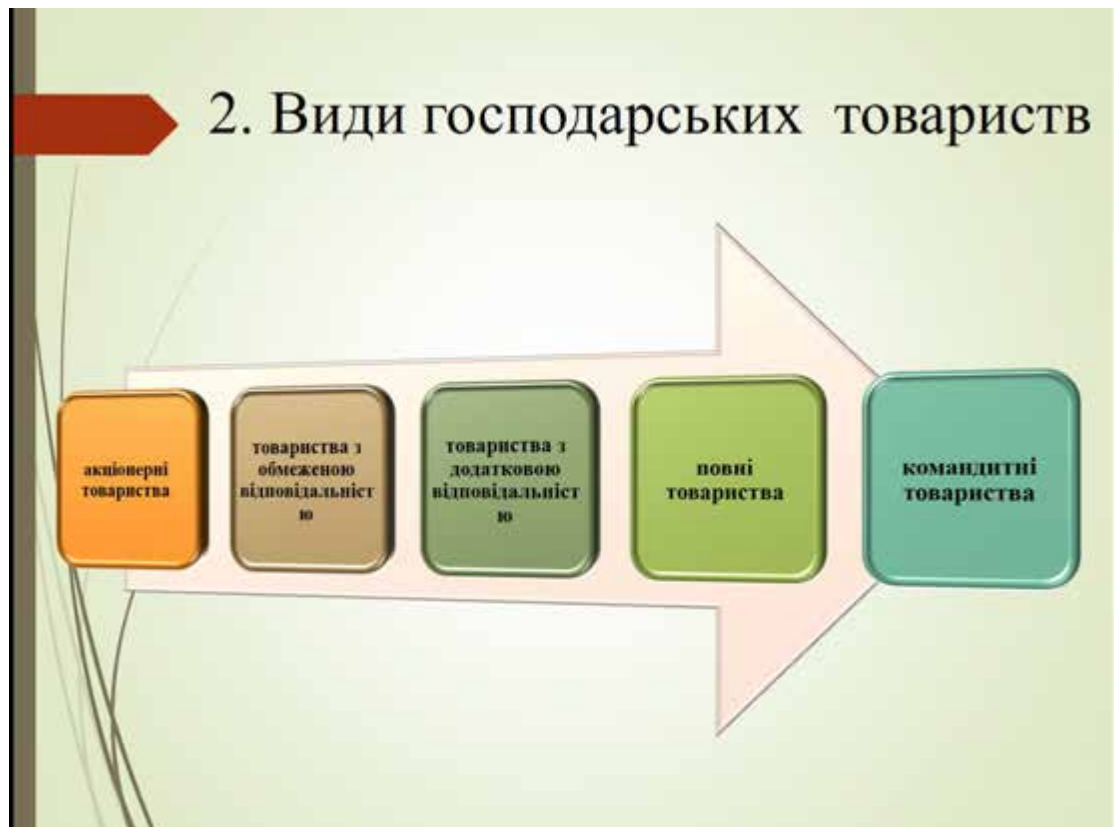 2. Види господарських товариств
акціонерні
товариства
товариства з
обмеженою
відповідальніст
ю
товариства з
додатковою
відповідальніст
ю
повні
товариства
командитні
товариства